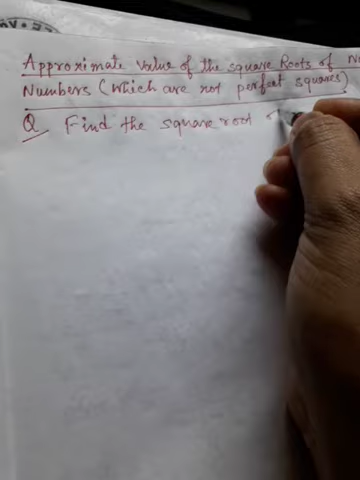 Approximate Value of the square Roots of
Numbers (Which are not perfect squares)
Q Find the square root